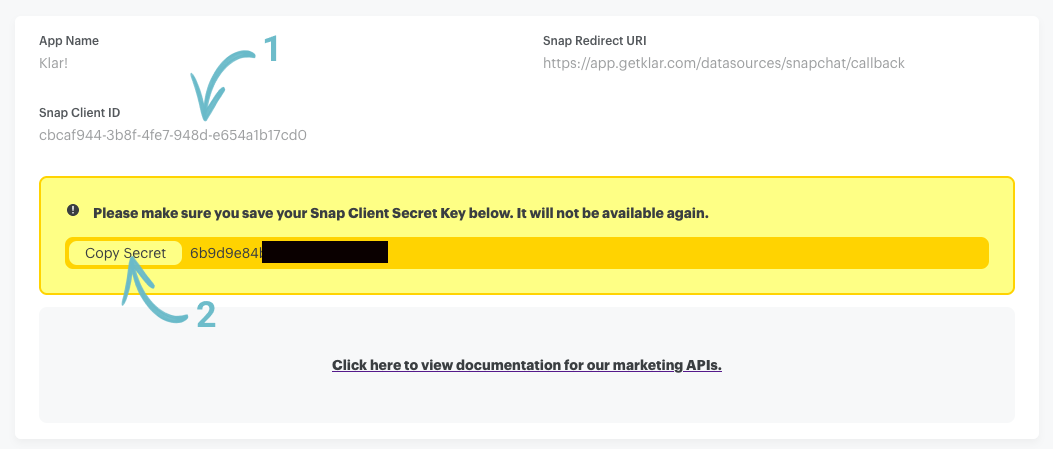 App Name
Klar!
Snap Redirect URI
https://app.getklar.com/datasources/snapchat/callback
1
Snap Client ID
cbcaf944-3b8f-4fe7-948d-e654a1b17cd0
Please make sure you save your Snap Client Secret Key below. It will not be available again.
Copy Secret 6b9d9e84b
2
Click here to view documentation for our marketing APIs.